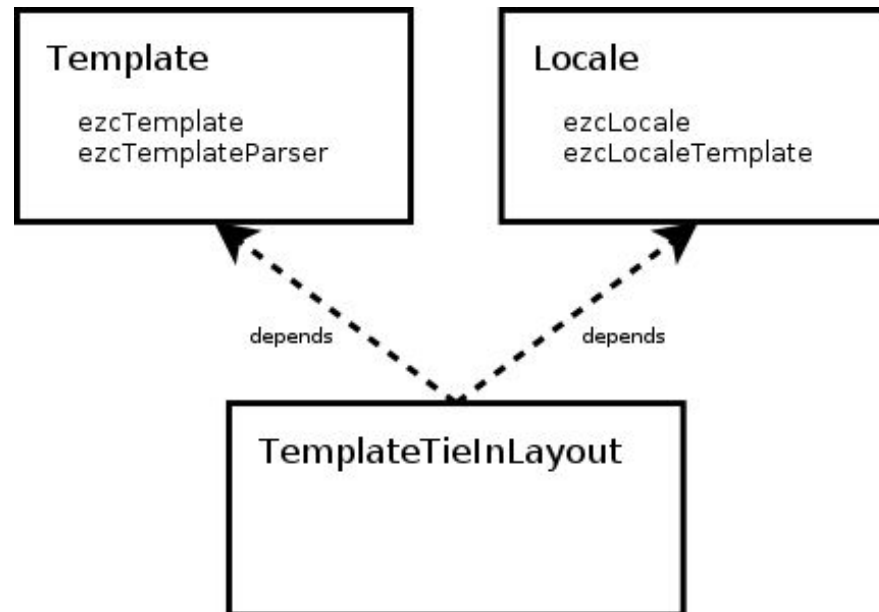 Template
ezcTemplate
ezcTemplateParser
Locale
ezcLocale
ezcLocaleTemplate
depends
depends
TemplateTieInLayout